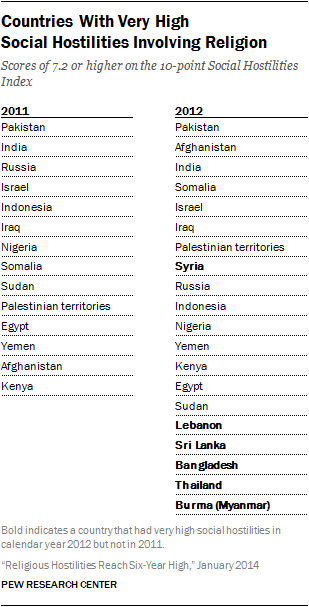 Countries With Very High
Social Hostilities Involving Religion
Scores of 7.2 or higher on the 10-point Social Hostilities
Index
2011
Pakistan
India
Russia
Israel
Indonesia
Iraq
Nigeria
Somalia
Sudan
Palestinian territories
Egypt
Yemen
Afghanistan
Kenya
2012
Pakistan
Afghanistan
India
Somalia
Israel
Iraq
Palestinian territories
Syria
Russia
Indonesia
Nigeria
Yemen
Kenya
Egypt
Sudan
Lebanon
Sri Lanka
Bangladesh
Thailand
Burma (Myanmar)
Bold indicates a country that had very high social hostilities in
calendar year 2012 but not in 2011.
“Religious Hostilities Reach Six-Year High,” January 2014
PEW RESEARCH CENTER